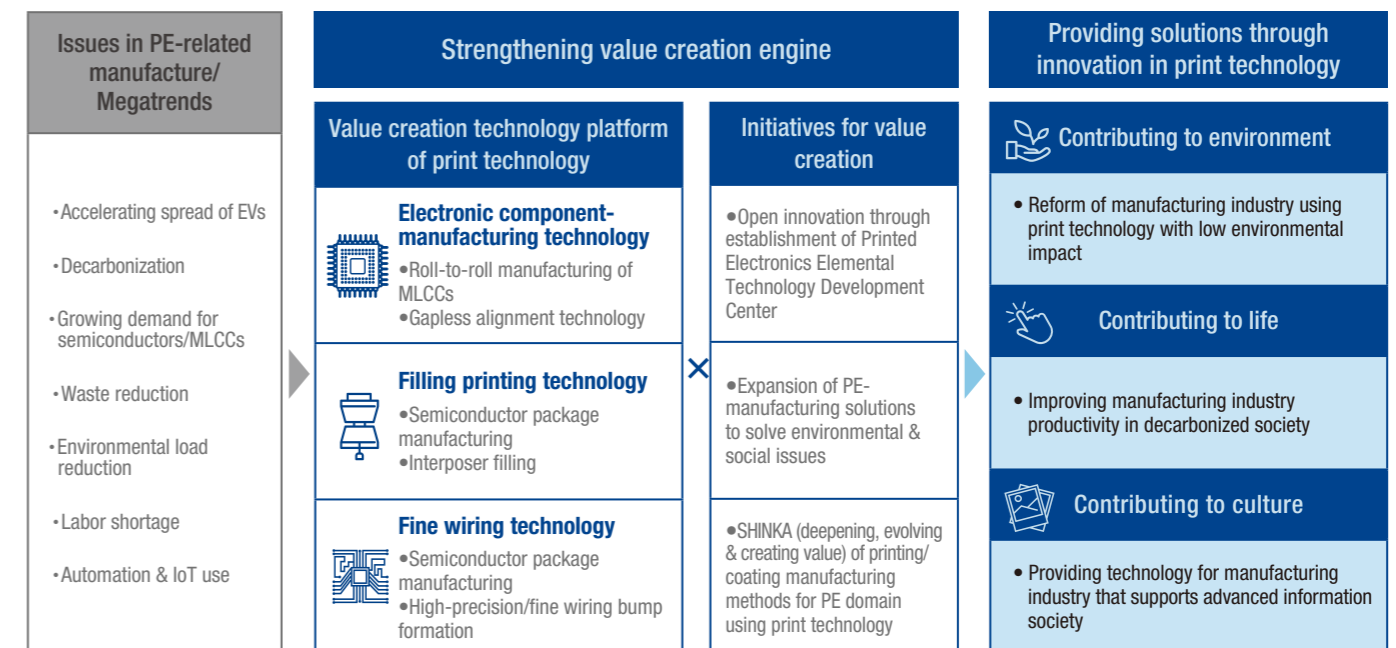 Issues in PE-related
manufacture/
Megatrends
・Accelerating spread of EVs
・Decarbonization
・Growing demand for
semiconductors/MLCCs
・Waste reduction
・Environmental load
reduction
・Labor shortage
・Automation & IoT use
Strengthening value creation engine
Value creation technology platform
of print technology
Electronic component-
manufacturing technology
●Roll-to-roll manufacturing of
MLCCs
●Gapless alignment technology
Filling printing technology
●Semiconductor package
manufacturing
●Interposer filling
Fine wiring technology
●Semiconductor package
manufacturing
●High-precision/fine wiring bump
formation
×
Initiatives for value
creation
●Open innovation through
establishment of Printed
Electronics Elemental
Technology Development
Center
●Expansion of PE-
manufacturing solutions
to solve environmental &
social issues
●SHINKA (deepening, evolving
& creating value) of printing/
coating manufacturing
methods for PE domain
using print technology
Providing solutions through
innovation in print technology
Contributing to environment
● Reform of manufacturing industry using
print technology with low environmental
impact
Contributing to life
● Improving manufacturing industry
productivity in decarbonized society
Contributing to culture
● Providing technology for manufacturing
industry that supports advanced information
society